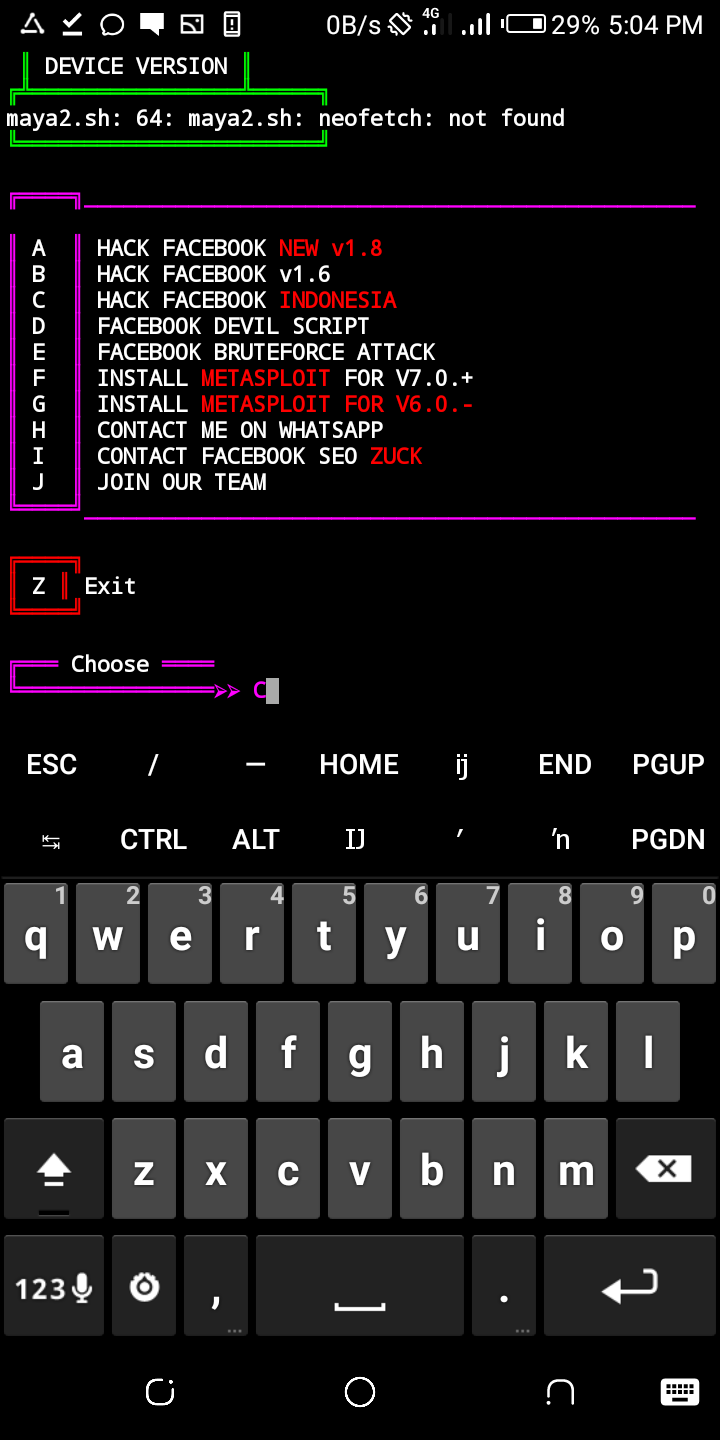 0B/s 4G 29% 5:04 PM
DEVICE VERSION
maya2.sh: 64: maya2.sh: neofetch: not found
A HACK FACEBOOK NEW v1.8
B HACK FACEBOOK v1.6
C HACK FACEBOOK INDONESIA
D FACEBOOK DEVIL SCRIPT
E FACEBOOK BRUTEFORCE ATTACK
F INSTALL METASPLOIT FOR V7.0.+
G INSTALL METASPLOIT FOR V6.0.-
H CONTACT ME ON WHATSAPP
I CONTACT FACEBOOK SEO ZUCK
J JOIN OUR TEAM
Z Exit
Choose
C
ESC / — HOME ij END PGUP
↹ CTRL ALT IJ ′ ŉ PGDN
1 2 3 4 5 6 7 8 9 0
q w e r t y u i o p
a s d f g h j k l
z x c v b n m
123 , ... . ...